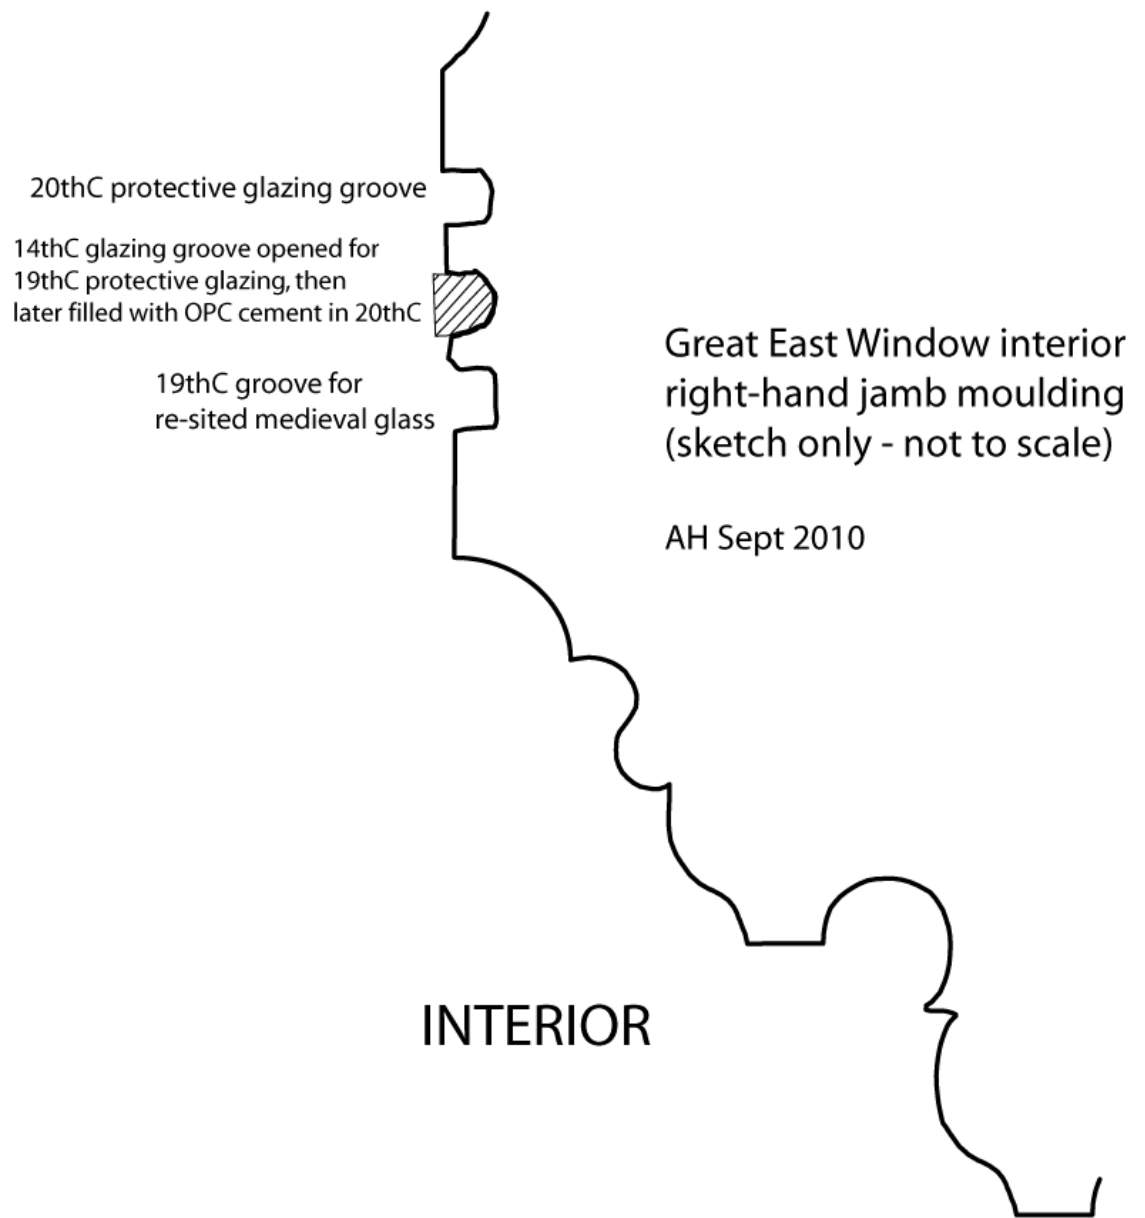 20thC protective glazing groove
14thC glazing groove opened for
19thC protective glazing, then
later filled with OPC cement in 20thC
19thC groove for
re-sited medieval glass
Great East Window interior
right-hand jamb moulding
(sketch only - not to scale)
AH Sept 2010
INTERIOR